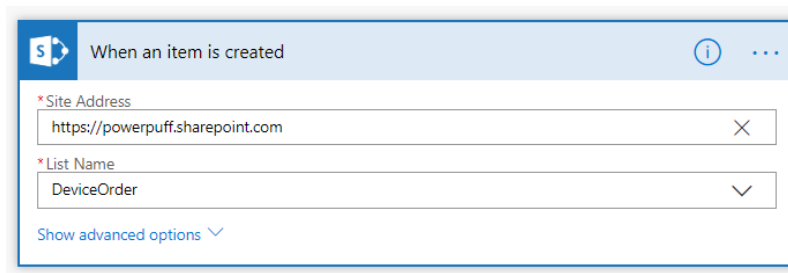 S
When an item is created
*Site Address
https://powerpuff.sharepoint.com
*List Name
DeviceOrder
Show advanced options